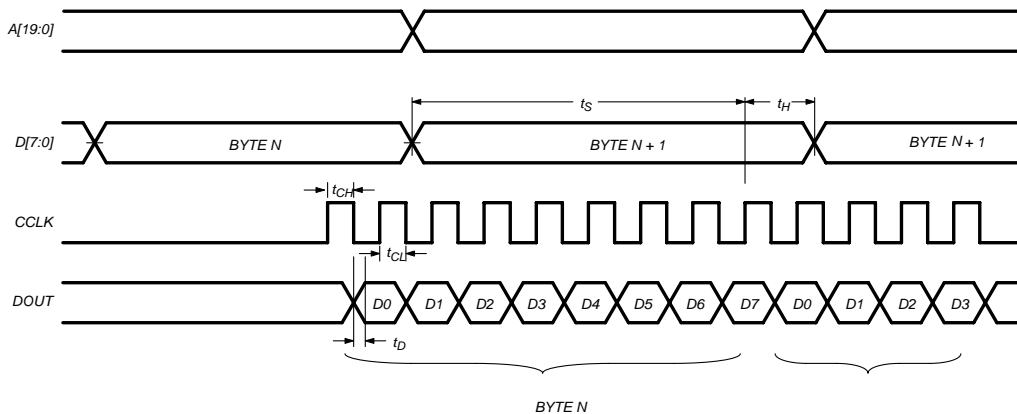 A[19:0]
tS tH
D[7:0] BYTE N BYTE N + 1 BYTE N + 1
tCH
CCLK
tCL
DOUT D0 D1 D2 D3 D4 D5 D6 D7 D0 D1 D2 D3
tD
BYTE N